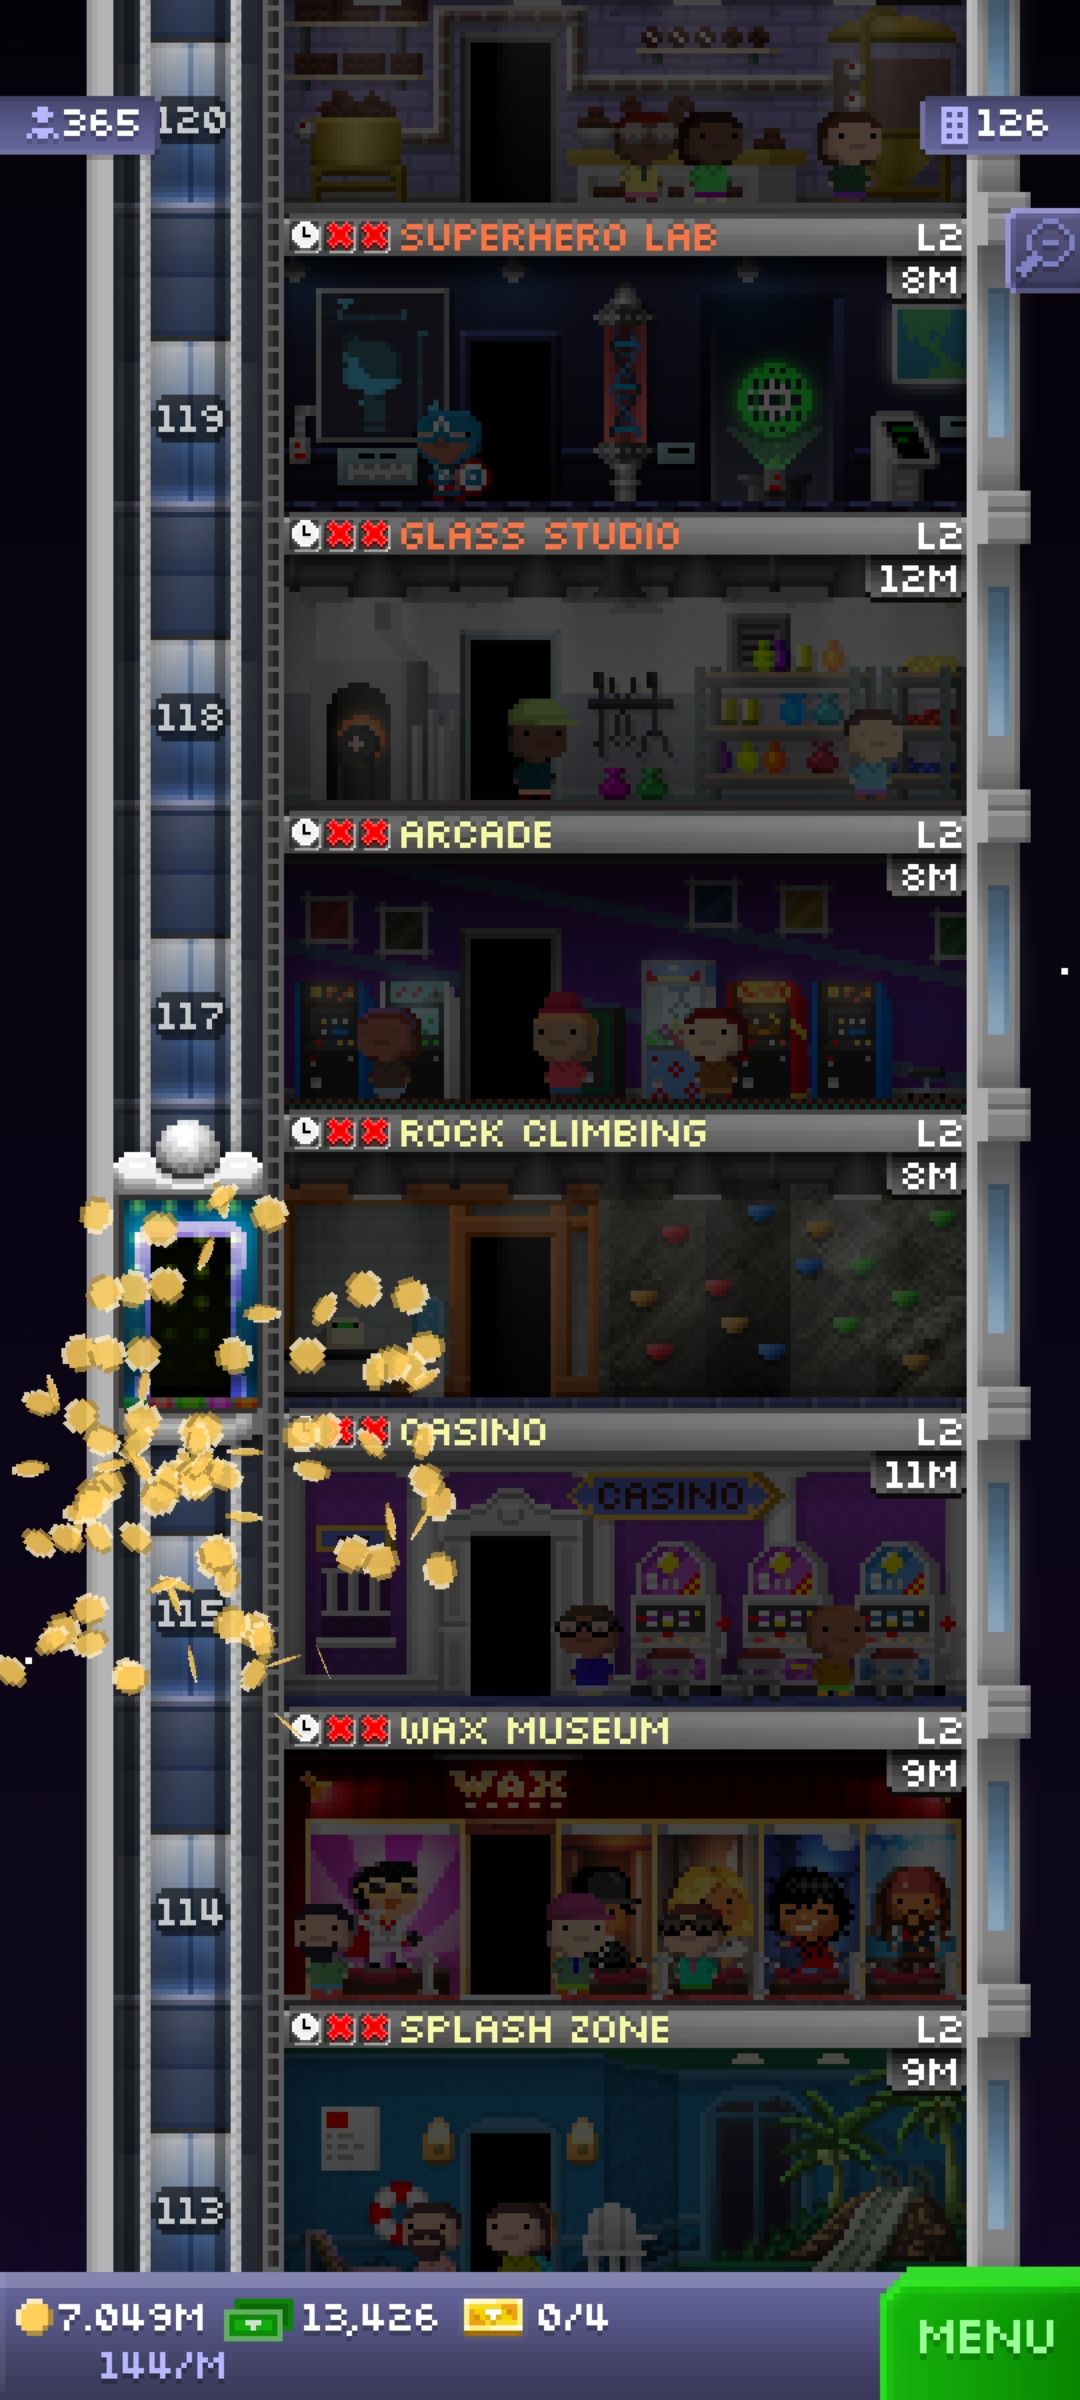 365
120
126
SUPERHERO LAB
L2
8M
119
GLASS STUDIO
L2
12M
118
ARCADE
L2
8M
117
ROCK CLIMBING
L2
8M
CASINO
L2
11M
CASINO
115
WAX MUSEUM
L2
9M
WAX
114
SPLASH ZONE
L2
9M
113
7.049M
13,426
0/4
144/M
MENU